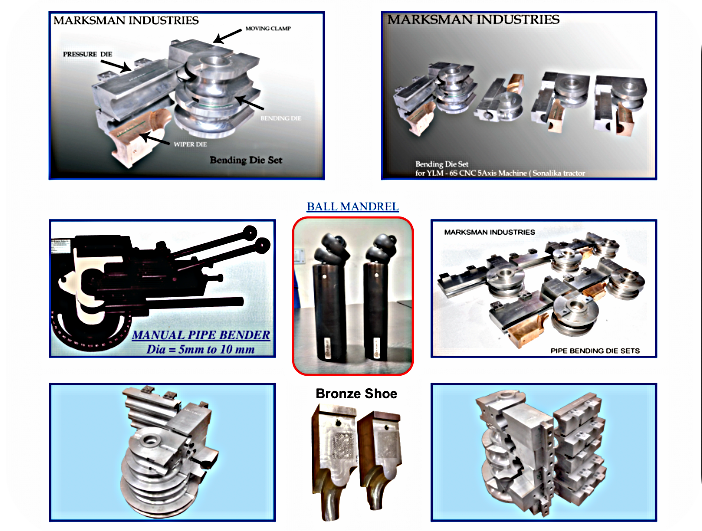 MARKSMAN INDUSTRIES
MOVING CLAMP
PRESSURE DIE
BENDING DIE
WIPER DIE
Bending Die Set
MARKSMAN INDUSTRIES
Bending Die Set
for YLM - 65 CNC 5Axis Machine ( Sonalika tractor
BALL MANDREL
MANUAL PIPE BENDER
Dia = 5mm to 10 mm
MARKSMAN INDUSTRIES
PIPE BENDING DIE SETS
Bronze Shoe